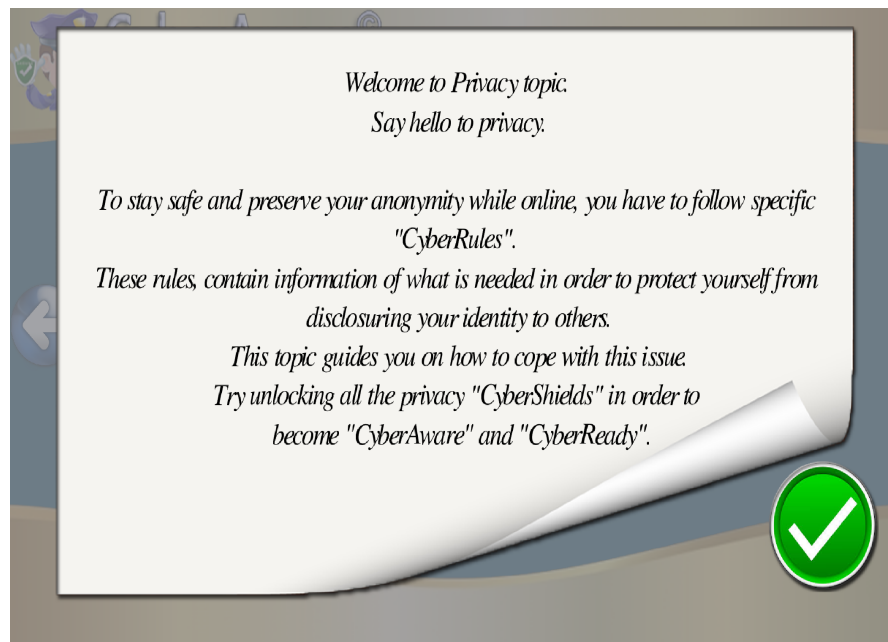 Welcome to Privacy topic.
Say hello to privacy.
To stay safe and preserve your anonymity while online, you have to follow specific
"CyberRules".
These rules, contain information of what is needed in order to protect yourself from
disclosuring your identity to others.
This topic guides you on how to cope with this issue.
Try unlocking all the privacy "CyberShields" in order to
become "CyberAware" and "CyberReady".